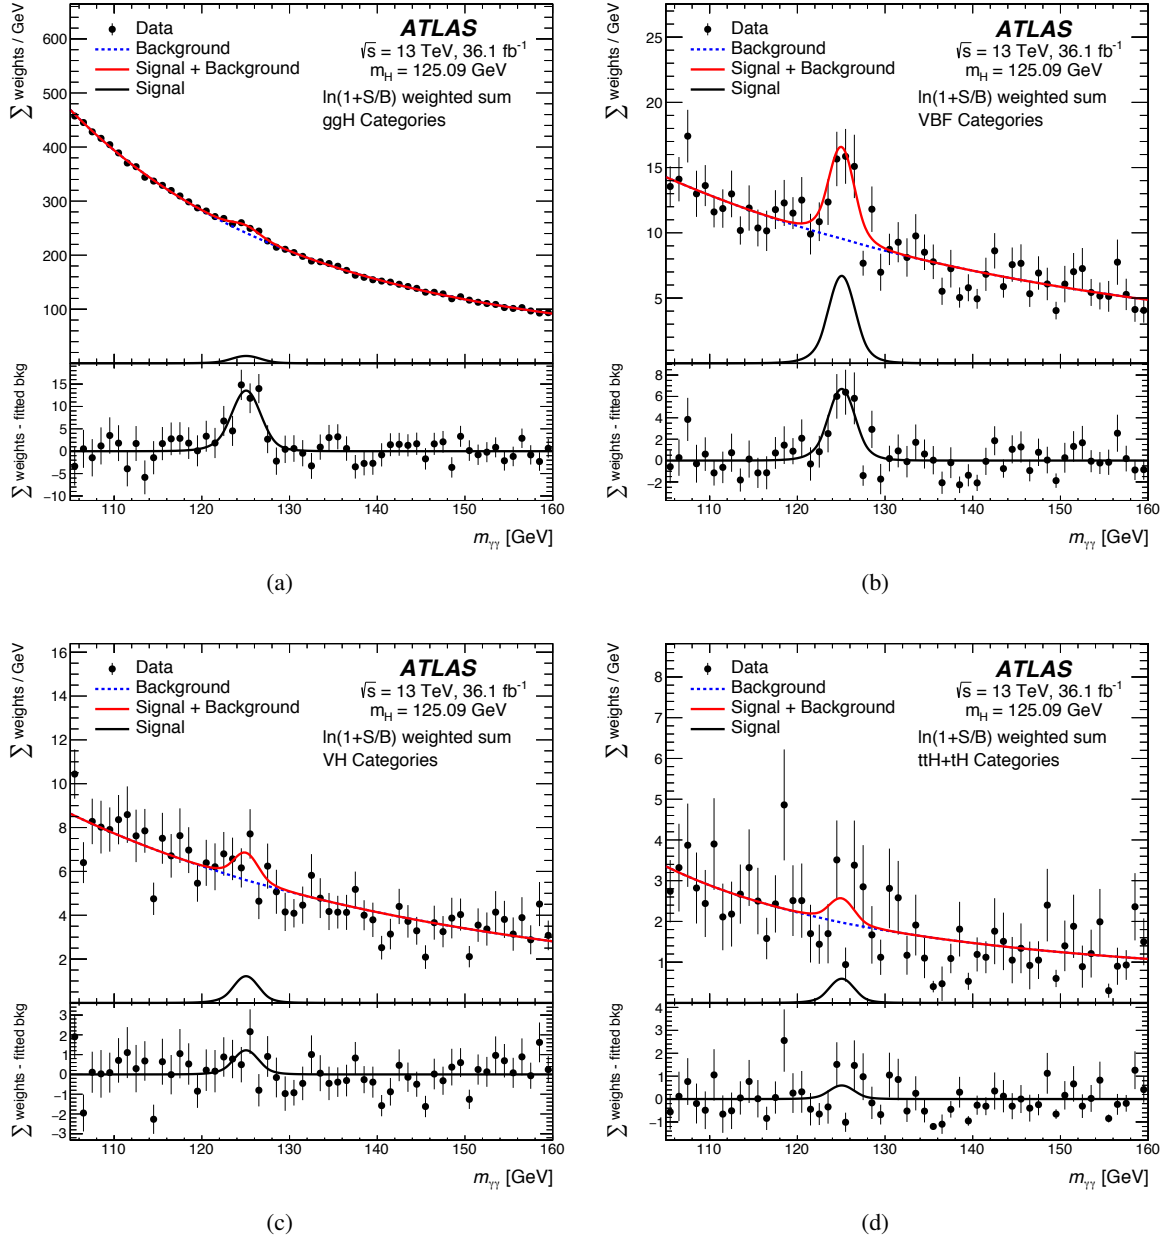 Σ weights / GeV
600
500
400
300
200
100
Data
Background
Signal + Background
Signal
ATLAS
√s = 13 TeV, 36.1 fb⁻¹
m_H = 125.09 GeV
ln(1+S/B) weighted sum
ggH Categories
Σ weights - fitted bkg
15
10
5
0
−5
−10
110 120 130 140 150 160
m_γγ [GeV]
(a)
Σ weights / GeV
25
20
15
10
5
Data
Background
Signal + Background
Signal
ATLAS
√s = 13 TeV, 36.1 fb⁻¹
m_H = 125.09 GeV
ln(1+S/B) weighted sum
VBF Categories
Σ weights - fitted bkg
8
6
4
2
0
−2
110 120 130 140 150 160
m_γγ [GeV]
(b)
Σ weights / GeV
16
14
12
10
8
6
4
2
Data
Background
Signal + Background
Signal
ATLAS
√s = 13 TeV, 36.1 fb⁻¹
m_H = 125.09 GeV
ln(1+S/B) weighted sum
VH Categories
Σ weights - fitted bkg
3
2
1
0
−1
−2
−3
110 120 130 140 150 160
m_γγ [GeV]
(c)
Σ weights / GeV
8
7
6
5
4
3
2
1
Data
Background
Signal + Background
Signal
ATLAS
√s = 13 TeV, 36.1 fb⁻¹
m_H = 125.09 GeV
ln(1+S/B) weighted sum
ttH+tH Categories
Σ weights - fitted bkg
4
3
2
1
0
−1
110 120 130 140 150 160
m_γγ [GeV]
(d)